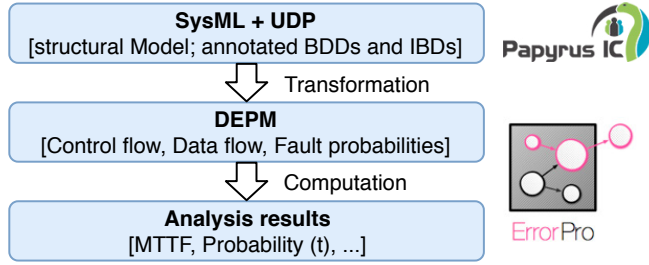 SysML + UDP
[structural Model; annotated BDDs and IBDs]
Papyrus IC
Transformation
DEPM
[Control flow, Data flow, Fault probabilities]
Computation
ErrorPro
Analysis results
[MTTF, Probability (t), ...]